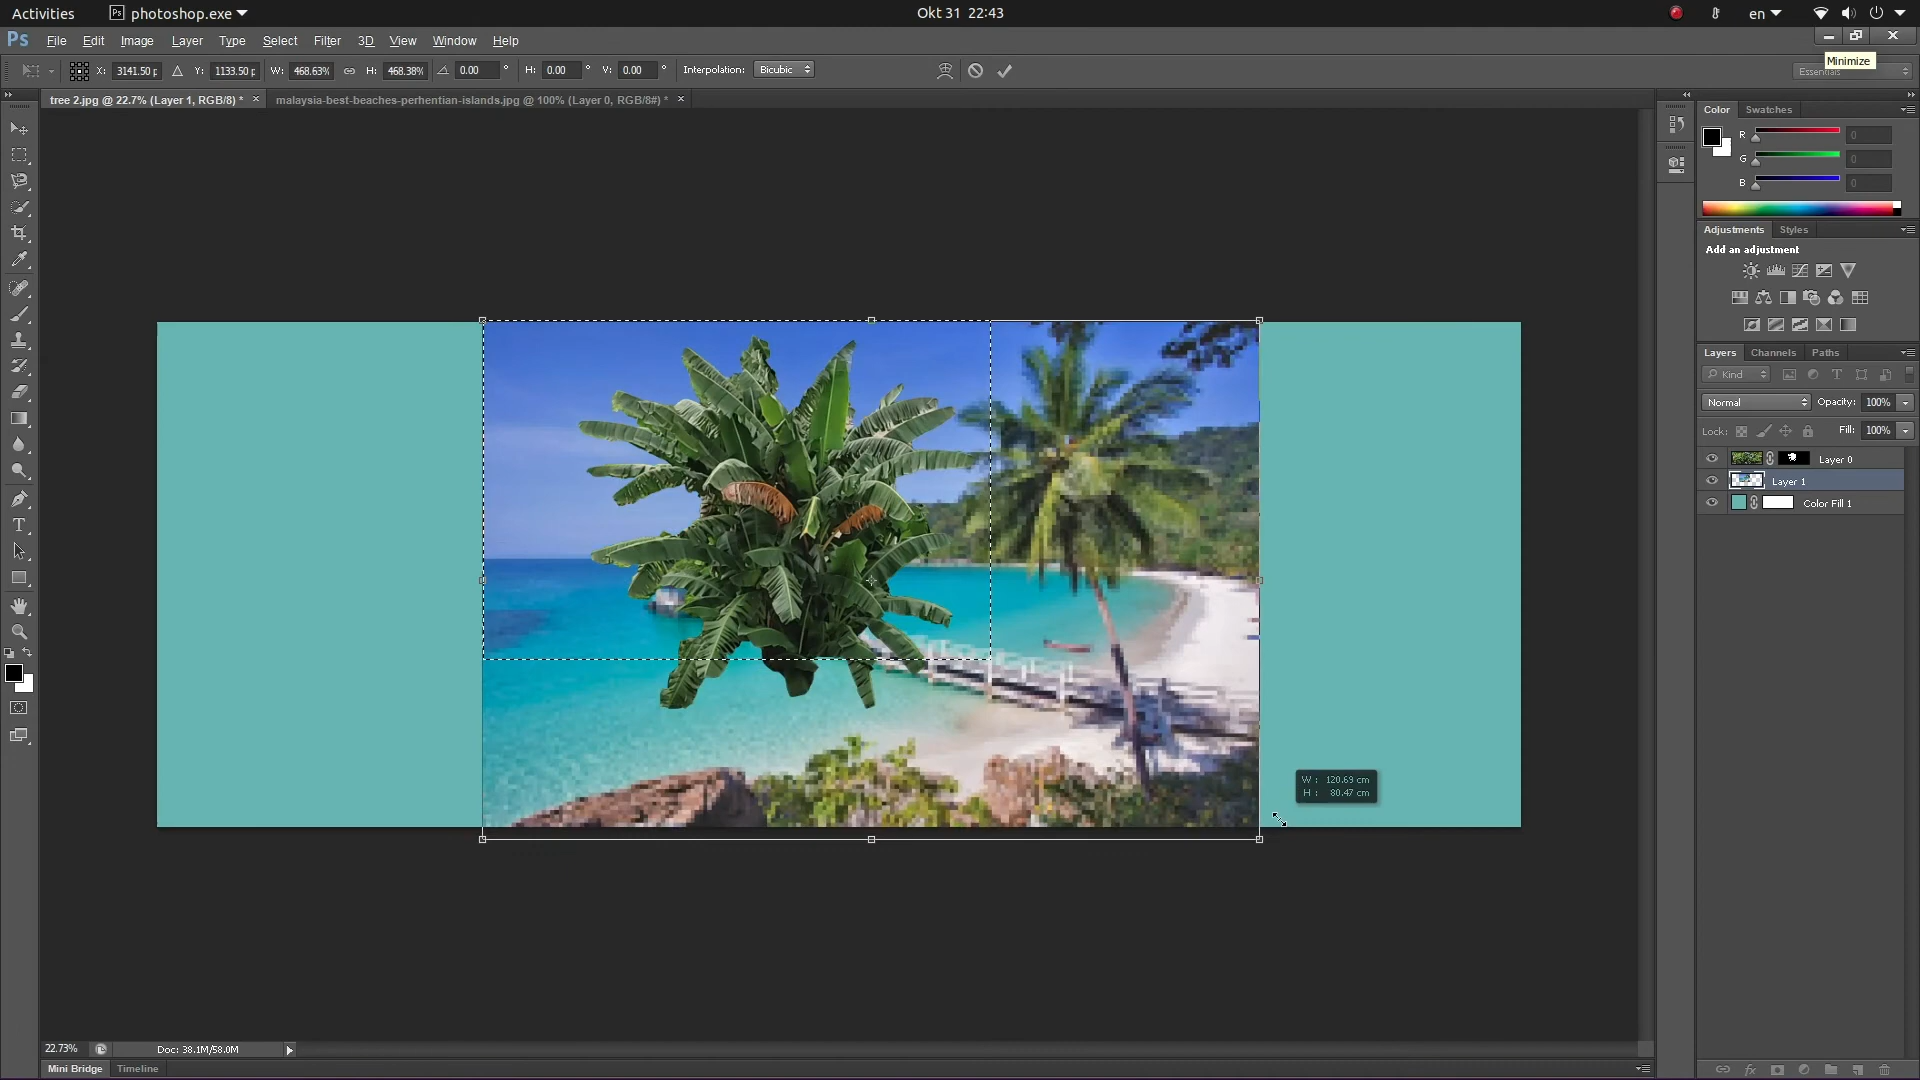 Activities
Ps photoshop.exe
Okt 31 22:43
en
Ps File Edit Image Layer Type Select Filter 3D View Window Help
X: 3141.50 p Y: 1133.50 p W: 468.63% H: 468.38% 0.00 ° H: 0.00 ° V: 0.00 ° Interpolation: Bicubic
Minimize
Essentials
tree 2.jpg @ 22.7% (Layer 1, RGB/8) * ×
malaysia-best-beaches-perhentian-islands.jpg @ 100% (Layer 0, RGB/8#) * ×
Color Swatches
R 0
G 0
B 0
Adjustments Styles
Add an adjustment
Layers Channels Paths
Kind
Normal Opacity: 100%
Lock: Fill: 100%
Layer 0
Layer 1
Color Fill 1
W : 120.69 cm
H : 80.47 cm
22.73% Doc: 38.1M/58.0M
Mini Bridge Timeline
fx